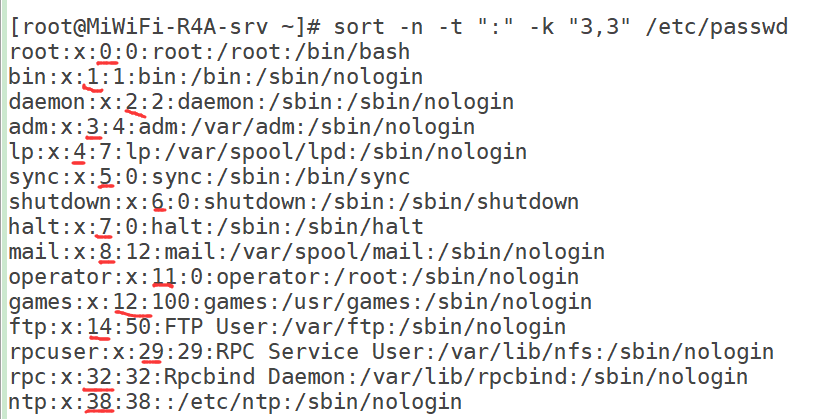 [root@MiWiFi-R4A-srv ~]# sort -n -t ":" -k "3,3" /etc/passwd
root:x:0:0:root:/root:/bin/bash
bin:x:1:1:bin:/bin:/sbin/nologin
daemon:x:2:2:daemon:/sbin:/sbin/nologin
adm:x:3:4:adm:/var/adm:/sbin/nologin
lp:x:4:7:lp:/var/spool/lpd:/sbin/nologin
sync:x:5:0:sync:/sbin:/bin/sync
shutdown:x:6:0:shutdown:/sbin:/sbin/shutdown
halt:x:7:0:halt:/sbin:/sbin/halt
mail:x:8:12:mail:/var/spool/mail:/sbin/nologin
operator:x:11:0:operator:/root:/sbin/nologin
games:x:12:100:games:/usr/games:/sbin/nologin
ftp:x:14:50:FTP User:/var/ftp:/sbin/nologin
rpcuser:x:29:29:RPC Service User:/var/lib/nfs:/sbin/nologin
rpc:x:32:32:Rpcbind Daemon:/var/lib/rpcbind:/sbin/nologin
ntp:x:38:38::/etc/ntp:/sbin/nologin